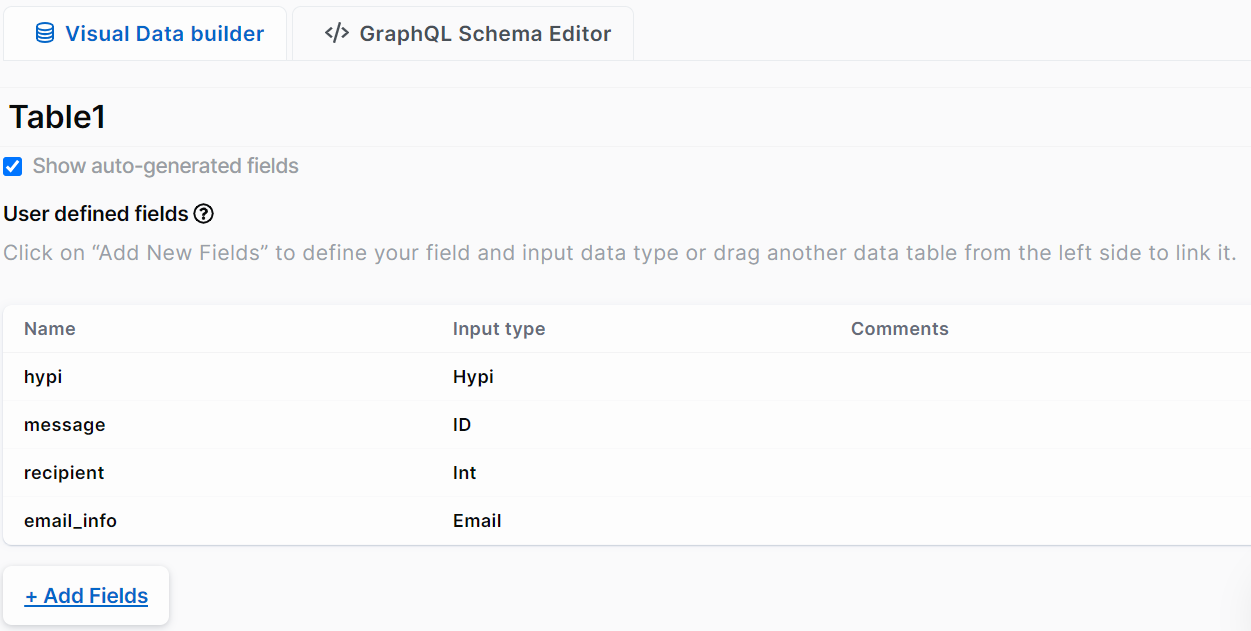 Visual Data builder </> GraphQL Schema Editor
Table1
Show auto-generated fields
User defined fields ?
Click on “Add New Fields” to define your field and input data type or drag another data table from the left side to link it.
Name Input type Comments
hypi Hypi
message ID
recipient Int
email_info Email
+ Add Fields